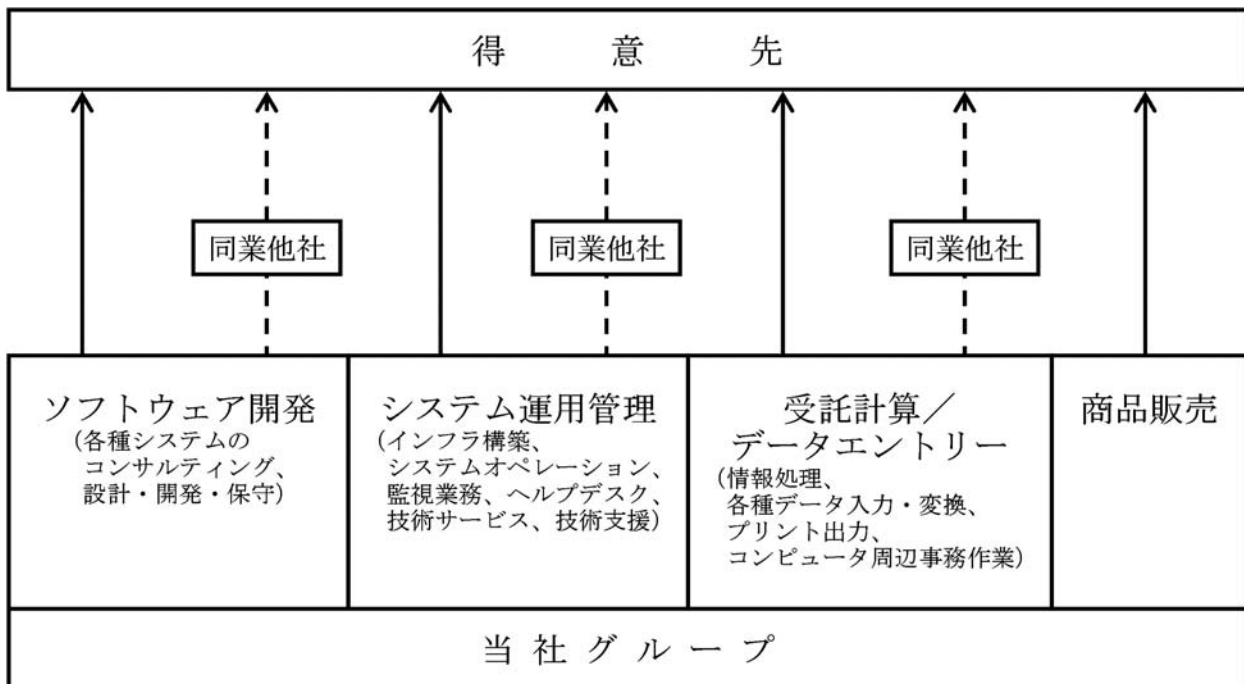 得意先
同業他社
同業他社
同業他社
ソフトウェア開発
（各種システムの
コンサルティング、
設計・開発・保守）
システム運用管理
（インフラ構築、
システムオペレーション、
監視業務、ヘルプデスク、
技術サービス、技術支援）
受託計算／
データエントリー
（情報処理、
各種データ入力・変換、
プリント出力、
コンピュータ周辺事務作業）
商品販売
当社グループ